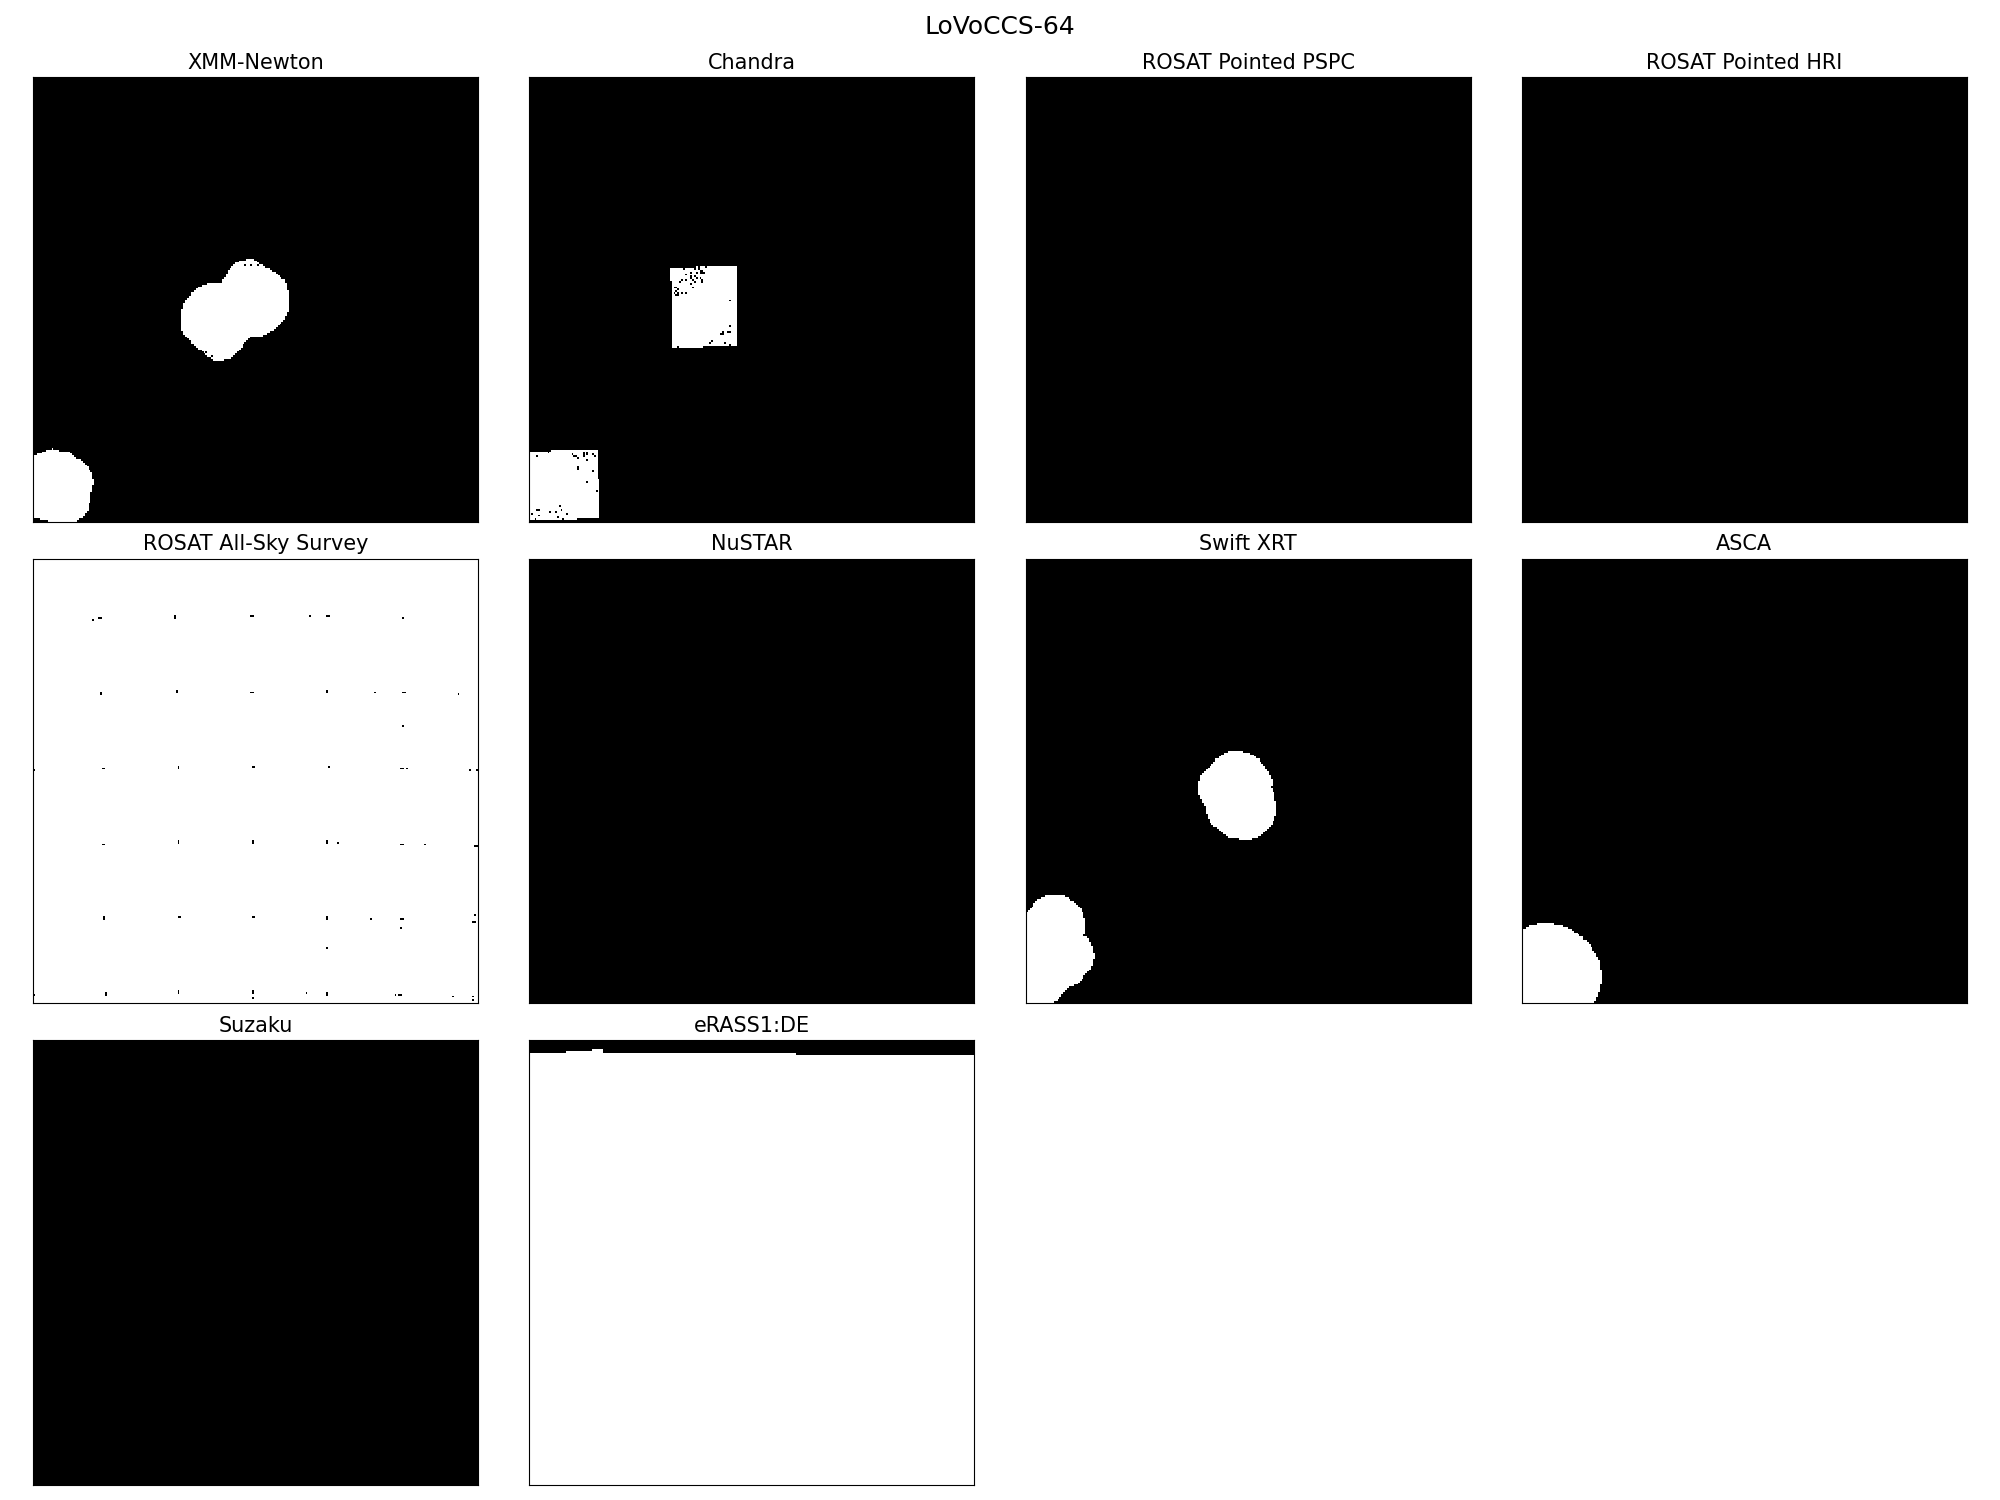 LoVoCCS-64
XMM-Newton
Chandra
ROSAT Pointed PSPC
ROSAT Pointed HRI
ROSAT All-Sky Survey
NuSTAR
Swift XRT
ASCA
Suzaku
eRASS1:DE